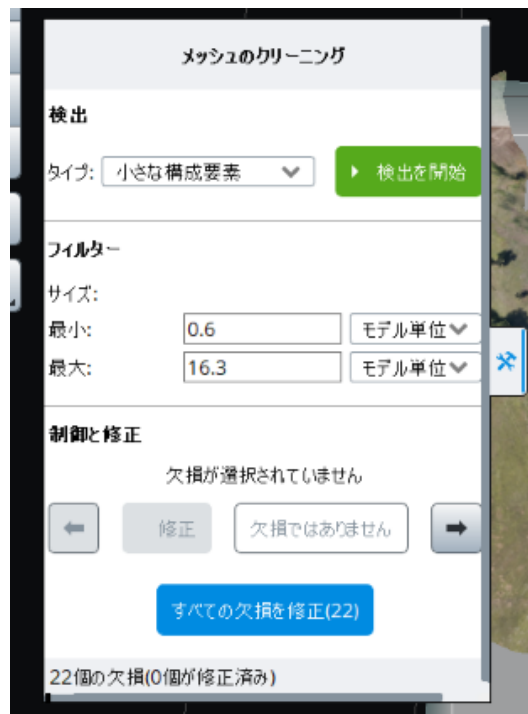 メッシュのクリーニング
検出
タイプ: 小さな構成要素 検出を開始
フィルター
サイズ:
最小: 0.6 モデル単位
最大: 16.3 モデル単位
制御と修正
欠損が選択されていません
修正 欠損ではありません
すべての欠損を修正(22)
22個の欠損(0個が修正済み)